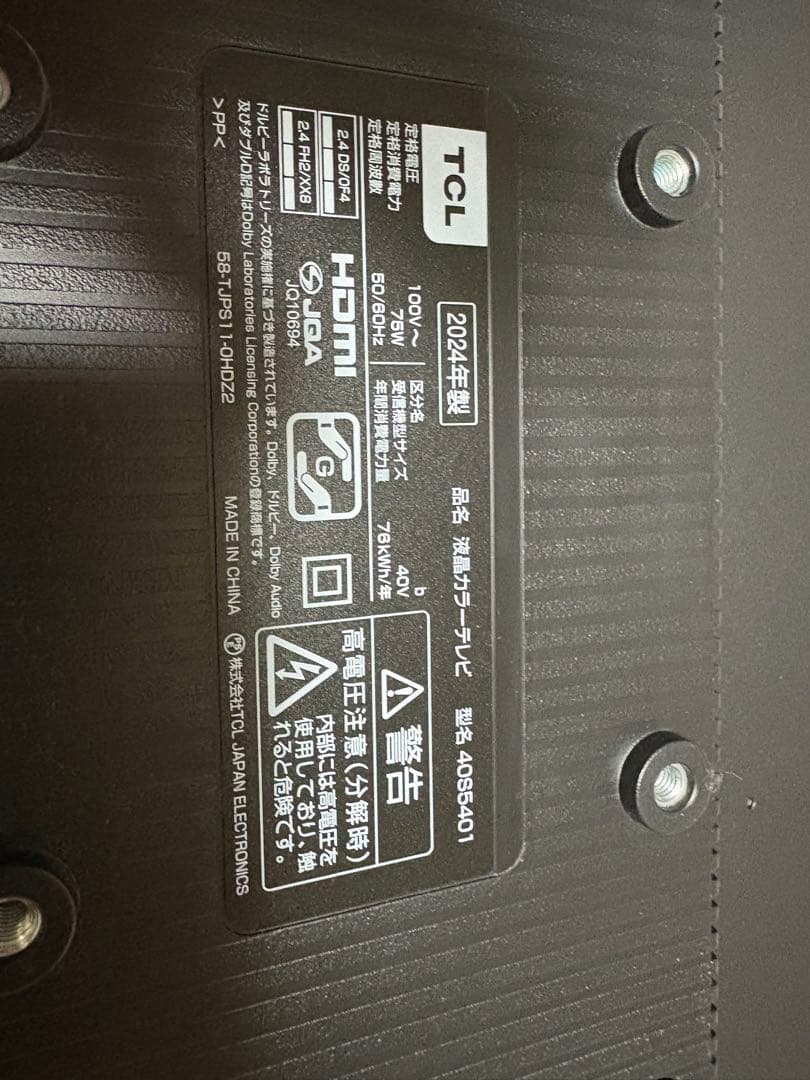 TCL
2024年製
品名 液晶カラーテレビ
型名 40S5401
定格電圧 100V～
定格消費電力 75W
定格周波数 50/60Hz
区分名 b
受信機型サイズ 40V
年間消費電力量 76kWh/年
2.4 DS/OF4
2.4 FH2/XX8
HDMI
JQA
JQ10694
G
警告
高電圧注意(分解時)
内部には高電圧を
使用しており、触
れると危険です。
ドルビーラボラトリーズの実施権に基づき製造されています。Dolby、ドルビー、Dolby Audio
及びダブルD記号はDolby Laboratories Licensing Corporationの登録商標です。
>PP<
58-TJPS11-0HDZ2
MADE IN CHINA
株式会社TCL JAPAN ELECTRONICS